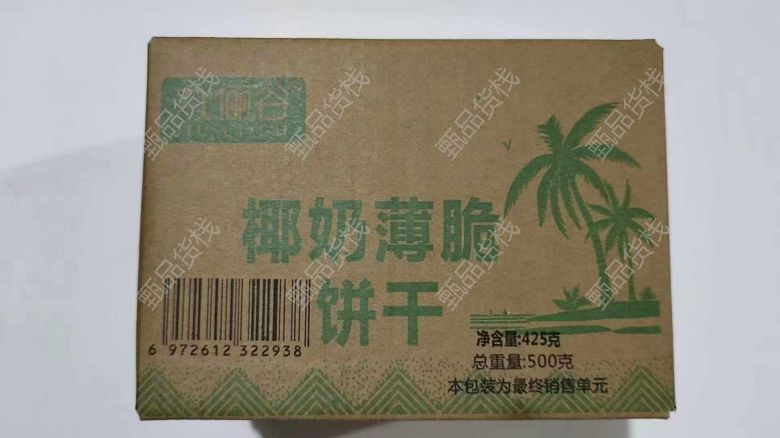 椰奶薄脆
饼干
6 972612 322938
净含量:425克
总重量:500克
本包装为最终销售单元
甄品货栈